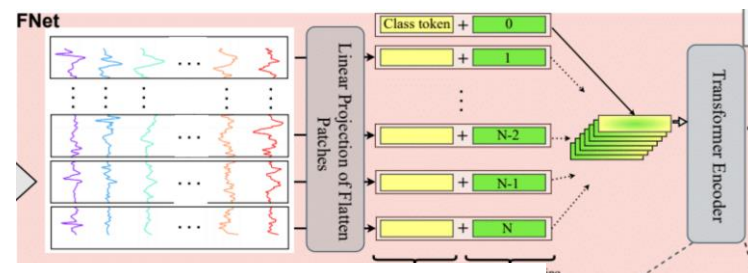 FNet
Linear Projection of Flatten
Patches
Class token + 0
+ 1
+ N-2
+ N-1
+ N
Transformer Encoder